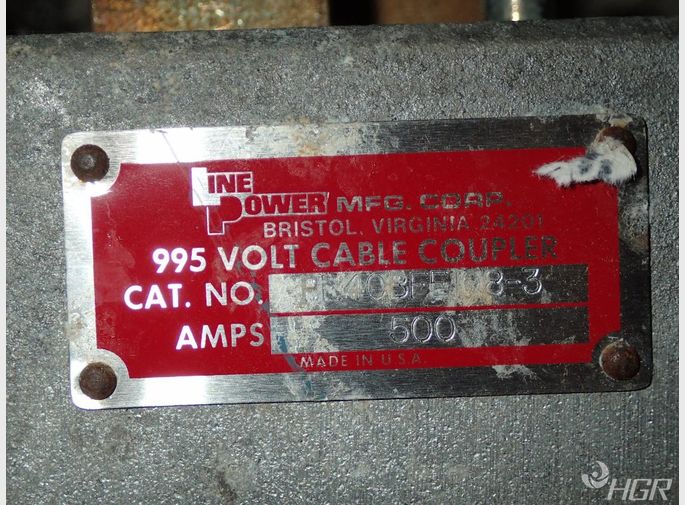 LINE
POWER MFG. CORP.
BRISTOL, VIRGINIA 24201
995 VOLT CABLE COUPLER
CAT. NO.
AMPS 500
MADE IN U.S.A.
HGR